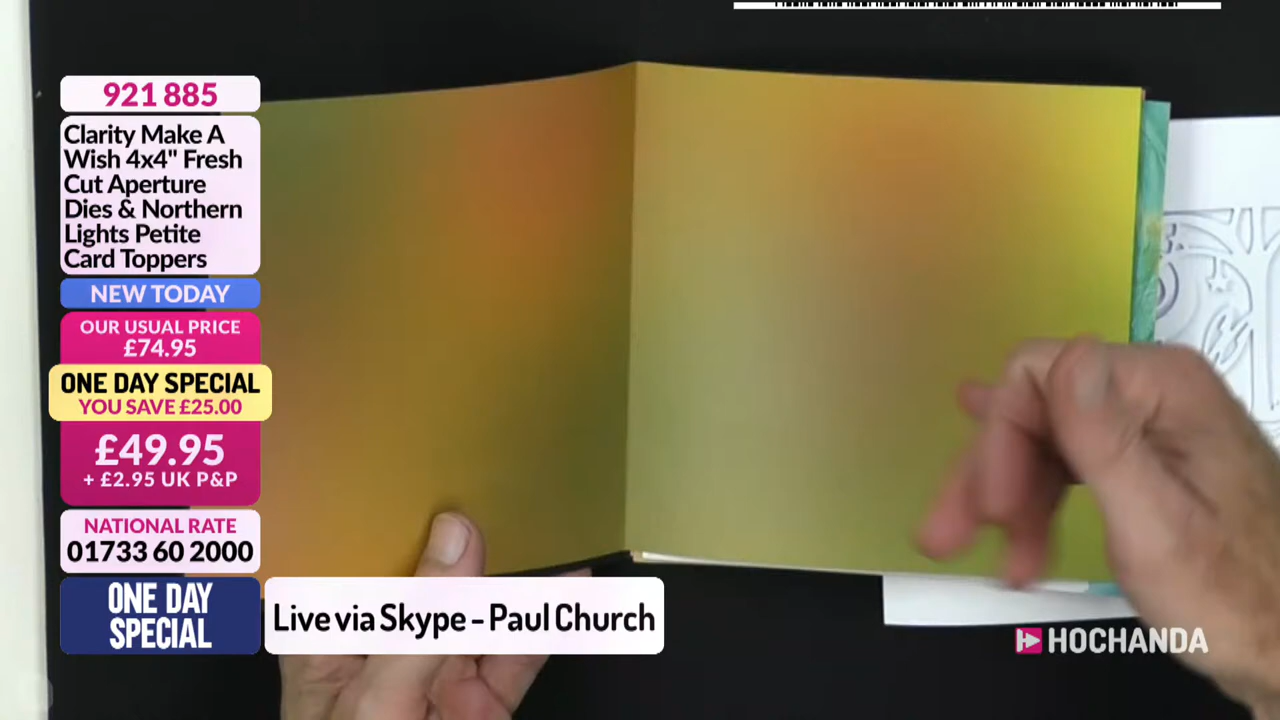 921 885
Clarity Make A
Wish 4x4" Fresh
Cut Aperture
Dies & Northern
Lights Petite
Card Toppers
NEW TODAY
OUR USUAL PRICE
£74.95
ONE DAY SPECIAL
YOU SAVE £25.00
£49.95
+ £2.95 UK P&P
NATIONAL RATE
01733 60 2000
ONE DAY
SPECIAL
Live via Skype - Paul Church
HOCHANDA